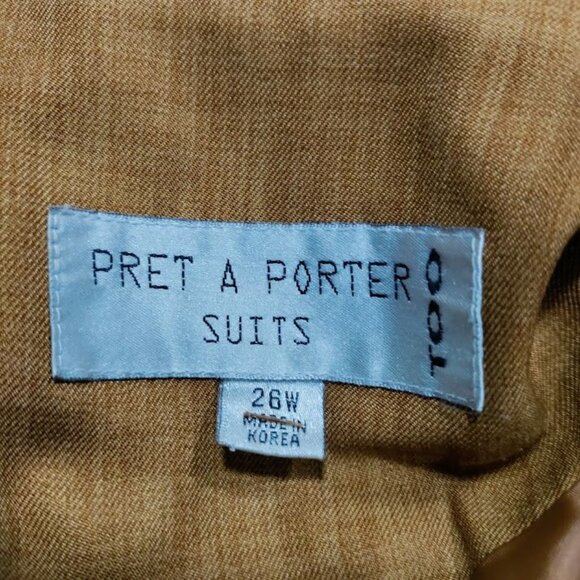 PRET A PORTER
SUITS
TOO
26W
MADE IN
KOREA